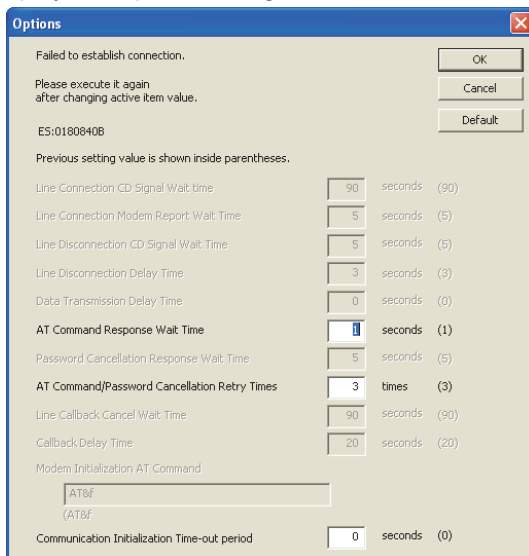 Options
Failed to establish connection.
OK
Please execute it again
after changing active item value.
Cancel
Default
ES:0180840B
Previous setting value is shown inside parentheses.
Line Connection CD Signal Wait time 90 seconds (90)
Line Connection Modem Report Wait Time 5 seconds (5)
Line Disconnection CD Signal Wait Time 5 seconds (5)
Line Disconnection Delay Time 3 seconds (3)
Data Transmission Delay Time 0 seconds (0)
AT Command Response Wait Time 1 seconds (1)
Password Cancellation Response Wait Time 5 seconds (5)
AT Command/Password Cancellation Retry Times 3 times (3)
Line Callback Cancel Wait Time 90 seconds (90)
Callback Delay Time 20 seconds (20)
Modem Initialization AT Command
AT&f
(AT&f
Communication Initialization Time-out period 0 seconds (0)